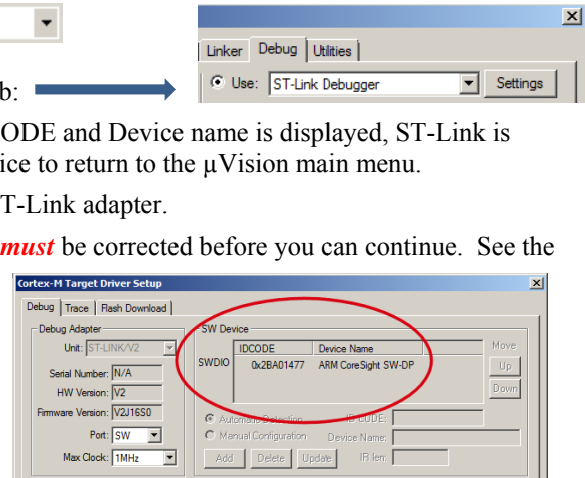 Linker Debug Utilities
b:
Use: ST-Link Debugger Settings
ODE and Device name is displayed, ST-Link is
ice to return to the µVision main menu.
T-Link adapter.
must be corrected before you can continue. See the
Cortex-M Target Driver Setup
Debug Trace Flash Download
Debug Adapter
Unit: ST-LINK/V2
Serial Number: N/A
HW Version: V2
Firmware Version: V2J16S0
Port: SW
Max Clock: 1MHz
SW Device
IDCODE Device Name Move
SWDIO 0x2BA01477 ARM CoreSight SW-DP Up
Down
Automatic Detection ID CODE:
Manual Configuration Device Name:
Add Delete Update IR len: